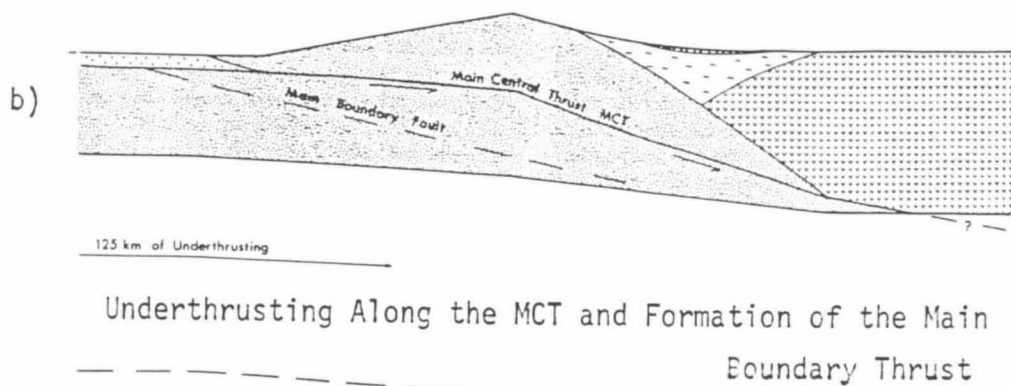 b)
Main Central Thrust MCT
Main Boundary Fault
?
125 km of Underthrusting
Underthrusting Along the MCT and Formation of the Main
Boundary Thrust